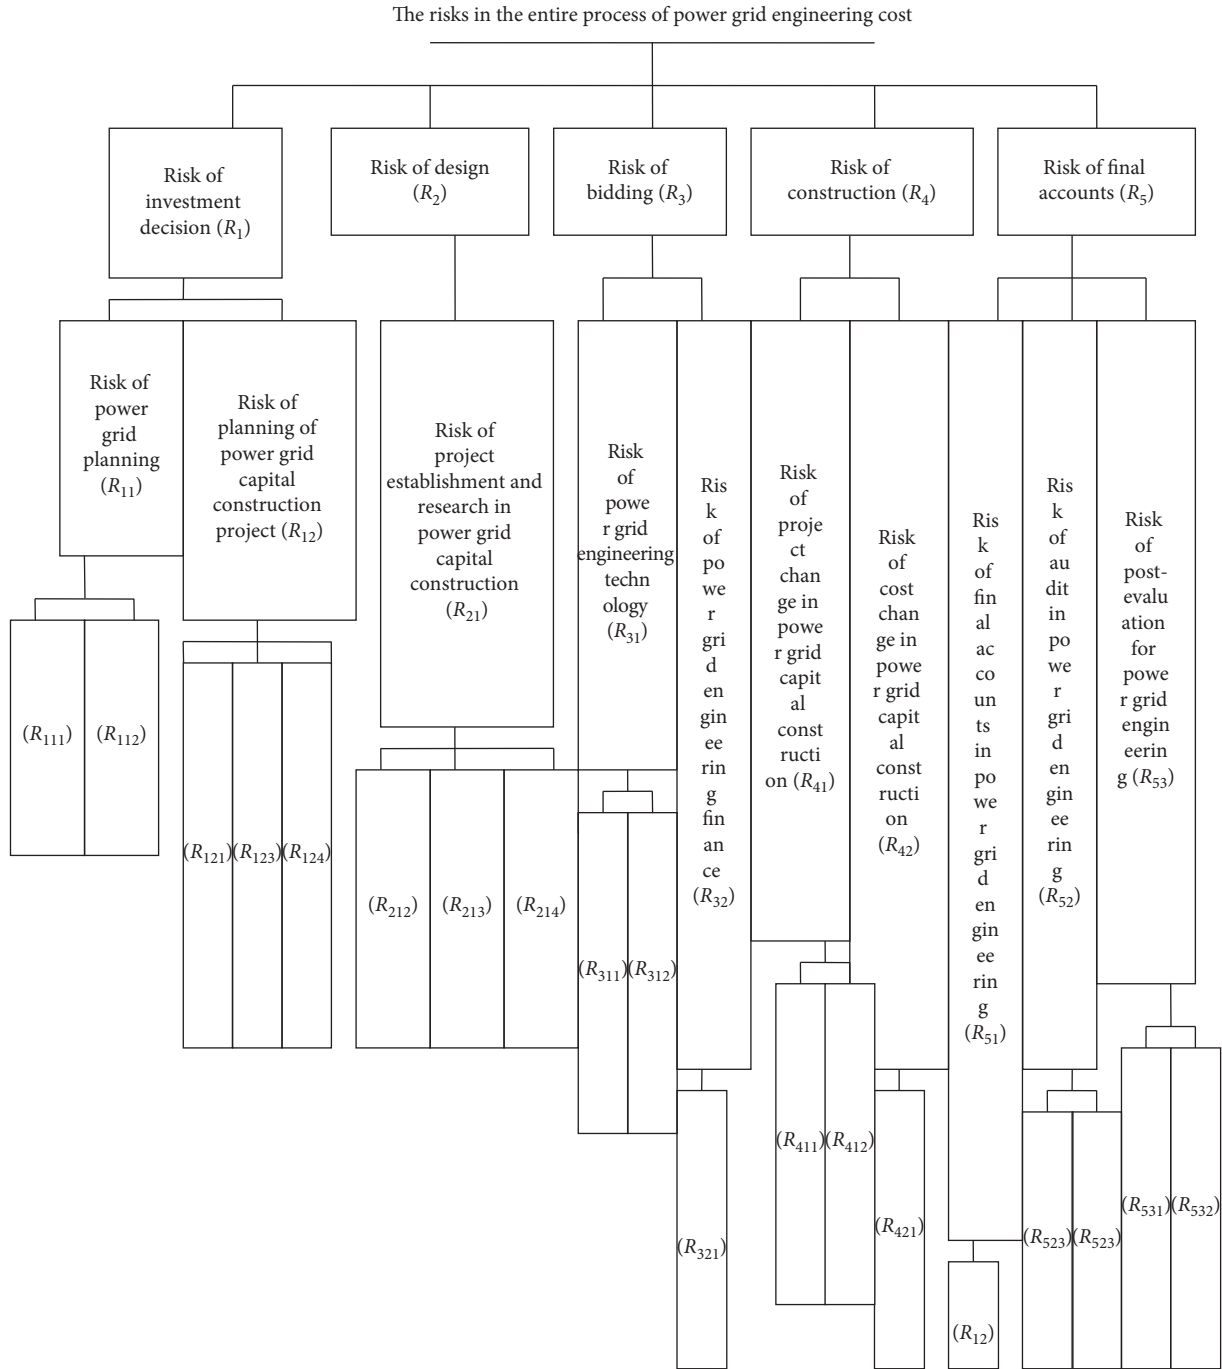 The risks in the entire process of power grid engineering cost
Risk of
investment
decision (R1)
Risk of design
(R2)
Risk of
bidding (R3)
Risk of
construction (R4)
Risk of final
accounts (R5)
Risk of
power
grid
planning
(R11)
Risk of
planning of
power grid
capital
construction
project (R12)
Risk of
project
establishment and
research in
power grid
capital
construction
(R21)
Risk
of
powe
r grid
engineering
techn
ology
(R31)
Ris
k
of
po
we
r
gri
d
en
gin
ee
rin
g
fin
an
ce
(R32)
Risk
of
proje
ct
chan
ge in
powe
r grid
capit
al
const
ructi
on (R41)
Risk
of
cost
chan
ge in
powe
r grid
capit
al
const
ructi
on
(R42)
Ris
k
of
fin
al
ac
co
un
ts
in
po
we
r
gri
d
en
gin
ee
rin
g
(R51)
Ris
k
of
au
dit
in
po
we
r
gri
d
en
gin
ee
rin
g
(R52)
Risk
of
post-
evalu
ation
for
powe
r grid
engin
eerin
g (R53)
(R111)
(R112)
(R121)
(R123)
(R124)
(R212)
(R213)
(R214)
(R311)
(R312)
(R321)
(R411)
(R412)
(R421)
(R12)
(R523)
(R523)
(R531)
(R532)